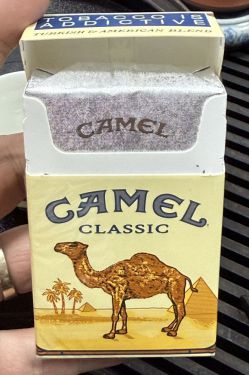 TOBACCO IS
ADDICTIVE
TURKISH & AMERICAN BLEND
CAMEL
CAMEL
CLASSIC